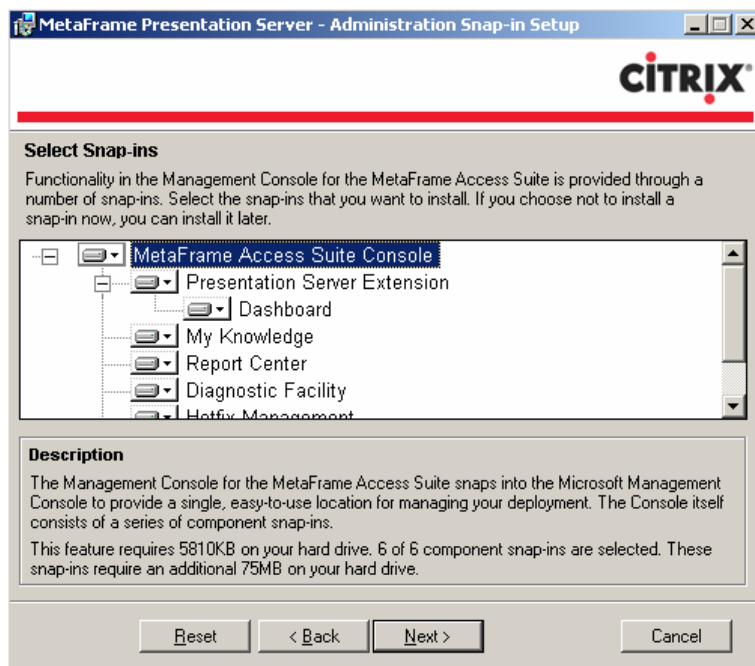 MetaFrame Presentation Server - Administration Snap-in Setup
CITRIX
Select Snap-ins
Functionality in the Management Console for the MetaFrame Access Suite is provided through a
number of snap-ins. Select the snap-ins that you want to install. If you choose not to install a
snap-in now, you can install it later.
MetaFrame Access Suite Console
Presentation Server Extension
Dashboard
My Knowledge
Report Center
Diagnostic Facility
Hotfix Management
Description
The Management Console for the MetaFrame Access Suite snaps into the Microsoft Management
Console to provide a single, easy-to-use location for managing your deployment. The Console itself
consists of a series of component snap-ins.
This feature requires 5810KB on your hard drive. 6 of 6 component snap-ins are selected. These
snap-ins require an additional 75MB on your hard drive.
Reset
< Back
Next >
Cancel